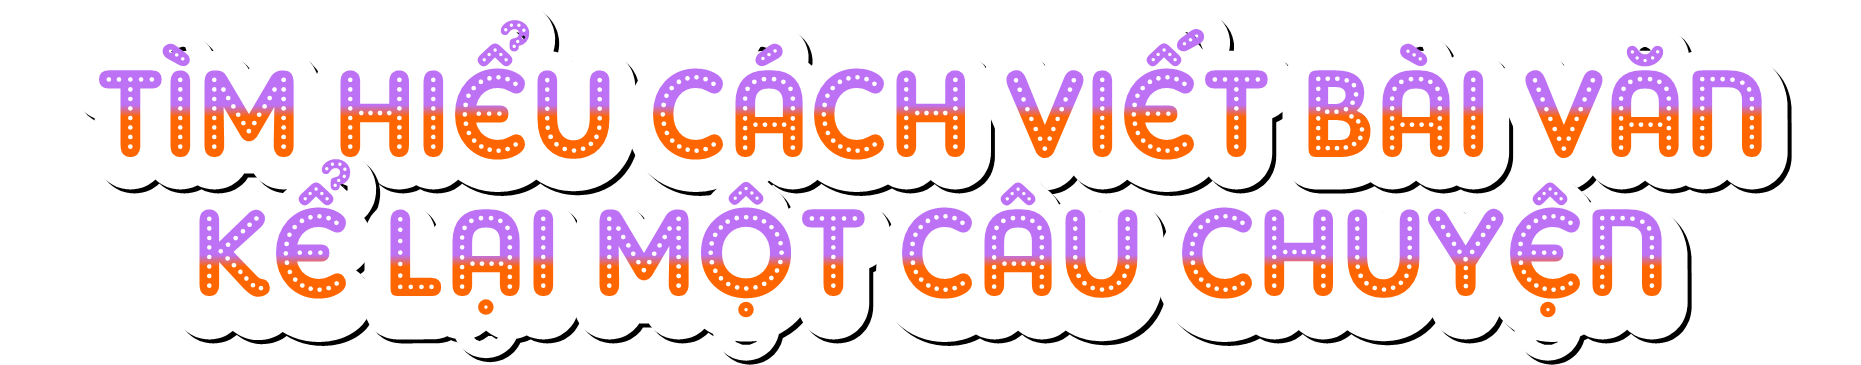 TÌM HIỂU CÁCH VIẾT BÀI VĂN
KỂ LẠI MỘT CÂU CHUYỆN